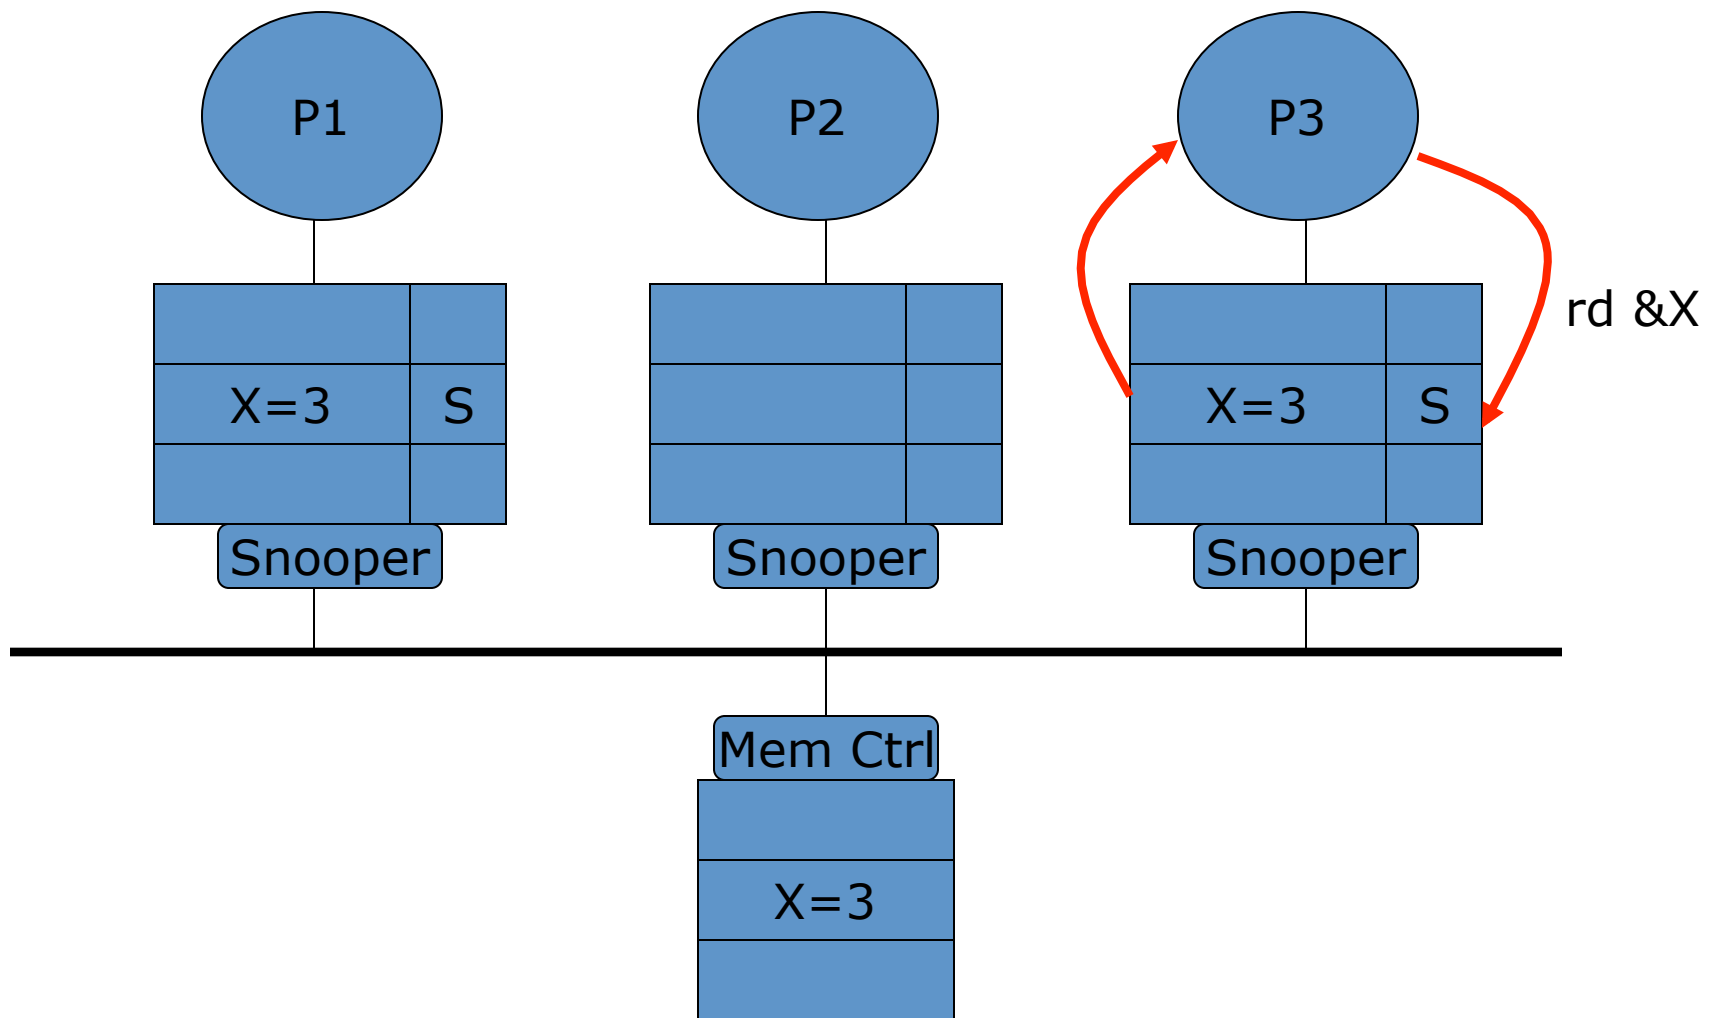 P1
P2
P3
rd &X
X=3
S
X=3
S
Snooper
Snooper
Snooper
Mem Ctrl
X=3